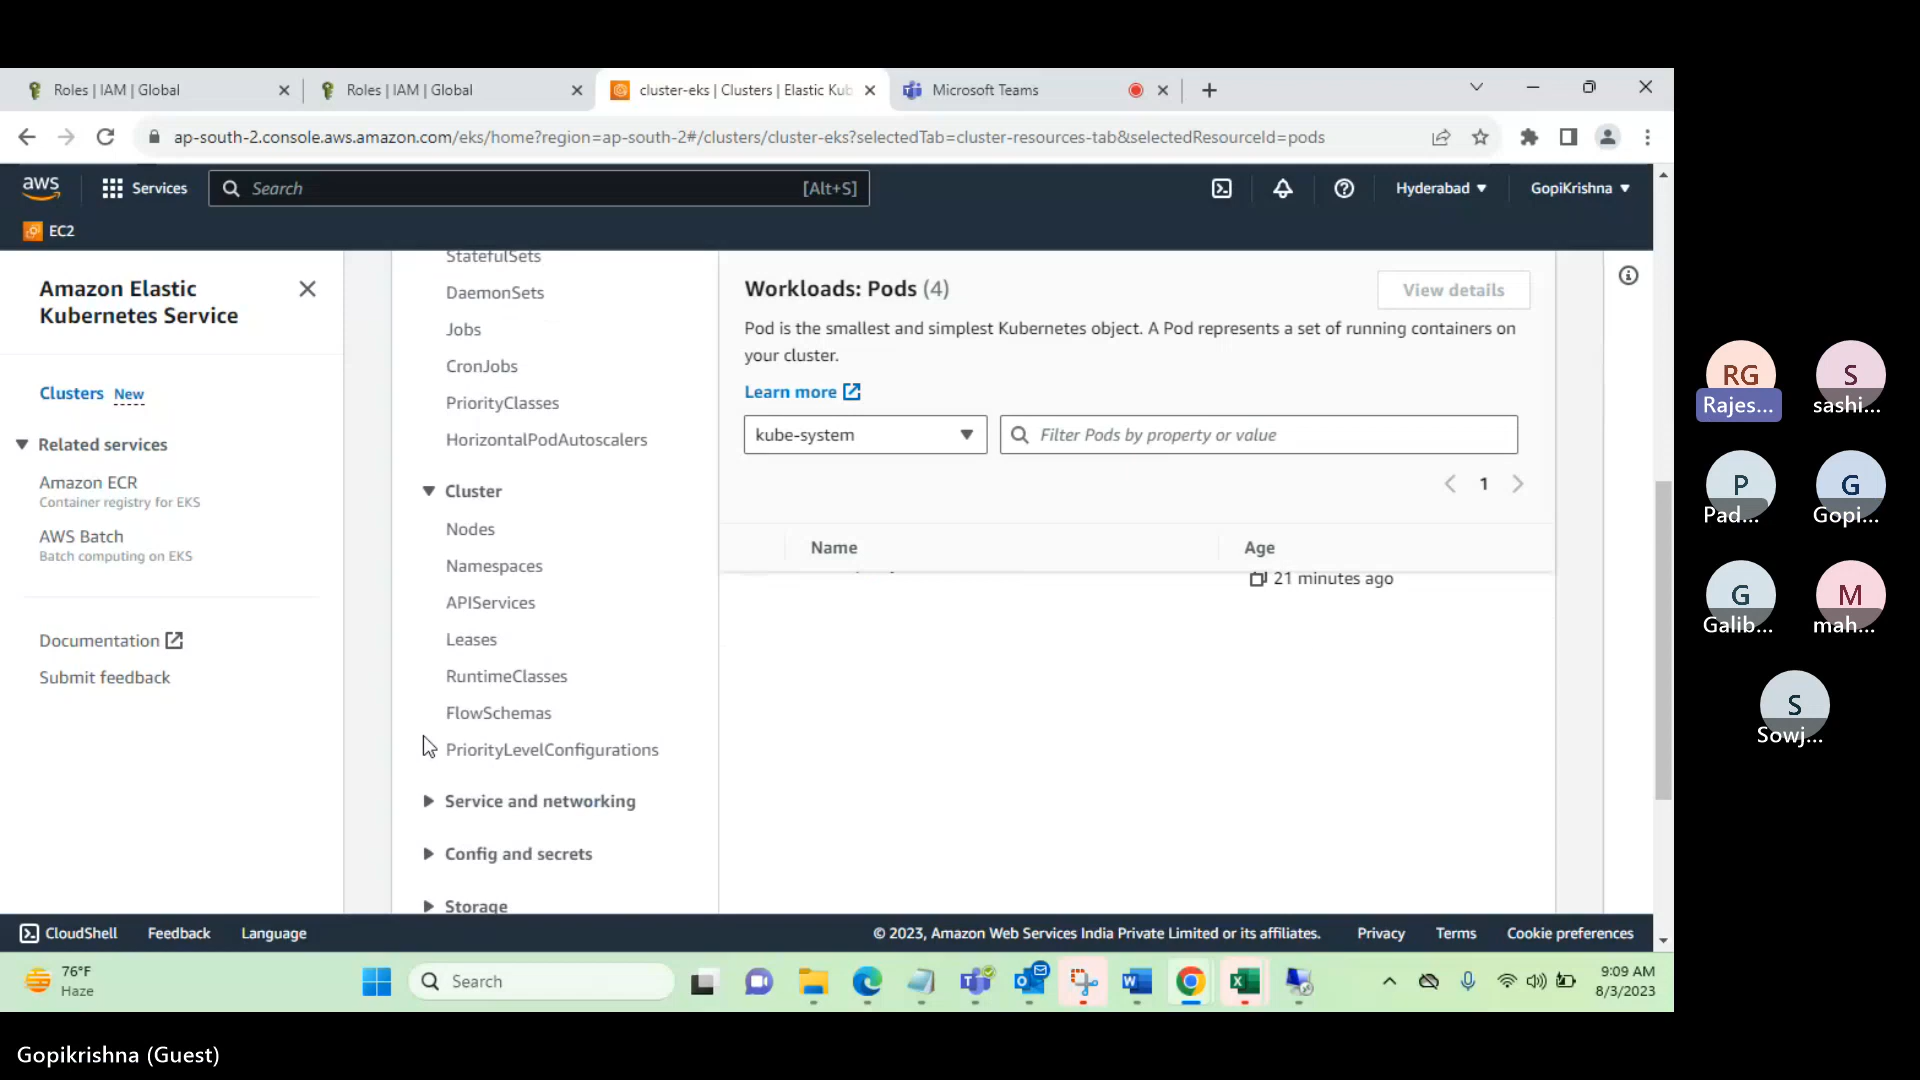 Roles | IAM | Global
Roles | IAM | Global
cluster-eks | Clusters | Elastic Kub
Microsoft Teams
ap-south-2.console.aws.amazon.com/eks/home?region=ap-south-2#/clusters/cluster-eks?selectedTab=cluster-resources-tab&selectedResourceId=pods
aws
Services
Search
[Alt+S]
Hyderabad
GopiKrishna
EC2
Amazon Elastic
Kubernetes Service
Clusters New
Related services
Amazon ECR
Container registry for EKS
AWS Batch
Batch computing on EKS
Documentation
Submit feedback
StatefulSets
DaemonSets
Jobs
CronJobs
PriorityClasses
HorizontalPodAutoscalers
Cluster
Nodes
Namespaces
APIServices
Leases
RuntimeClasses
FlowSchemas
PriorityLevelConfigurations
Service and networking
Config and secrets
Storage
Workloads: Pods (4)
View details
Pod is the smallest and simplest Kubernetes object. A Pod represents a set of running containers on
your cluster.
Learn more
kube-system
Filter Pods by property or value
1
Name
Age
21 minutes ago
RG
Rajes...
S
sashi...
P
Pad...
G
Gopi...
G
Galib...
M
mah...
S
Sowj...
CloudShell
Feedback
Language
© 2023, Amazon Web Services India Private Limited or its affiliates.
Privacy
Terms
Cookie preferences
76°F
Haze
Search
9:09 AM
8/3/2023
Gopikrishna (Guest)